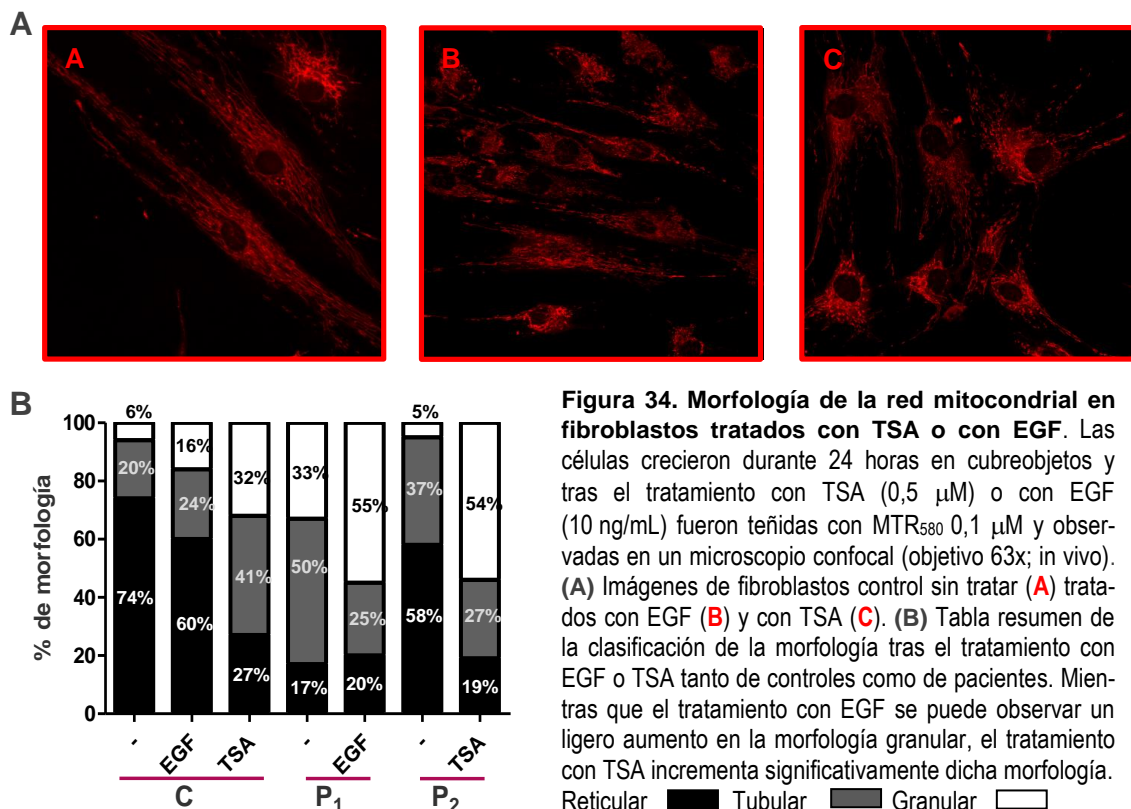 A
A
B
C
B
% de morfología
100
80
60
40
20
0
6%
20%
74%
16%
24%
60%
32%
41%
27%
33%
50%
17%
55%
25%
20%
5%
37%
58%
54%
27%
19%
-
EGF
TSA
-
EGF
-
TSA
C
P₁
P₂
Figura 34. Morfología de la red mitocondrial en
fibroblastos tratados con TSA o con EGF. Las
células crecieron durante 24 horas en cubreobjetos y
tras el tratamiento con TSA (0,5 μM) o con EGF
(10 ng/mL) fueron teñidas con MTR₅₈₀ 0,1 μM y obser-
vadas en un microscopio confocal (objetivo 63x; in vivo).
(A) Imágenes de fibroblastos control sin tratar (A) trata-
dos con EGF (B) y con TSA (C). (B) Tabla resumen de
la clasificación de la morfología tras el tratamiento con
EGF o TSA tanto de controles como de pacientes. Mien-
tras que el tratamiento con EGF se puede observar un
ligero aumento en la morfología granular, el tratamiento
con TSA incrementa significativamente dicha morfología.
Reticular Tubular Granular